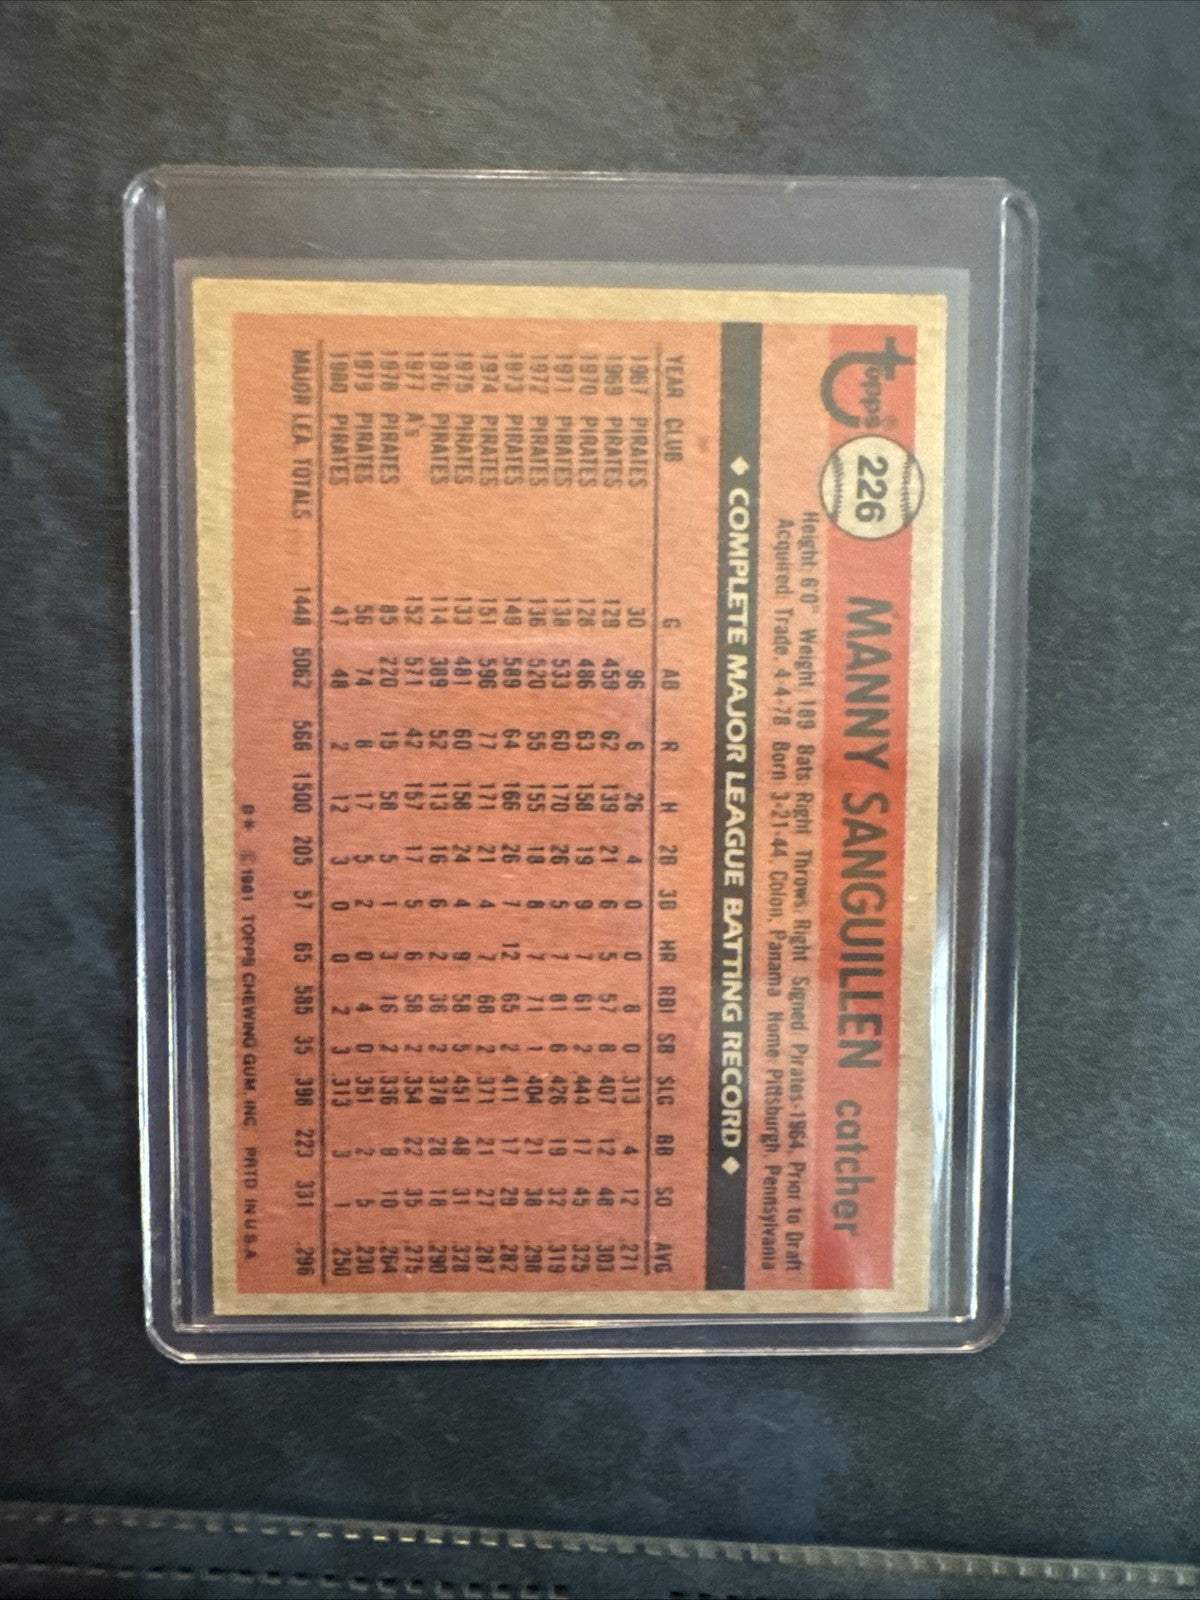 Topps 226 MANNY SANGUILLEN catcher
Height: 6'0" Weight: 189 Bats: Right Throws: Right Signed: Pirates-1964, Prior to Draft
Acquired: Trade, 4-4-78 Born: 3-21-44, Colon, Panama Home: Pittsburgh, Pennsylvania
♦ COMPLETE MAJOR LEAGUE BATTING RECORD ♦
YEAR CLUB G AB R H 2B 3B HR RBI SB SLG BB SO AVG
1967 PIRATES 30 96 6 26 4 0 0 8 0 .313 4 12 .271
1969 PIRATES 129 459 62 139 21 6 5 57 8 .407 12 48 .303
1970 PIRATES 128 486 63 158 19 9 7 61 2 .444 17 45 .325
1971 PIRATES 138 533 60 170 26 5 7 81 6 .426 19 32 .319
1972 PIRATES 136 520 55 155 18 8 7 71 1 .404 21 38 .298
1973 PIRATES 149 589 64 166 26 7 12 65 2 .411 17 29 .282
1974 PIRATES 151 596 77 171 21 4 7 68 2 .371 21 27 .287
1975 PIRATES 133 481 60 158 24 4 9 58 5 .451 48 31 .328
1976 PIRATES 114 389 52 113 16 6 2 36 2 .378 28 18 .290
1977 A's 152 571 42 157 17 5 6 58 2 .354 22 35 .275
1978 PIRATES 85 220 15 58 5 1 3 16 2 .336 9 10 .264
1979 PIRATES 56 74 8 17 5 2 0 4 0 .351 2 5 .230
1980 PIRATES 47 48 2 12 3 0 0 2 3 .313 3 1 .250
MAJOR LEA. TOTALS 1448 5062 566 1500 205 57 65 585 35 .398 223 331 .296
B* © 1981 TOPPS CHEWING GUM, INC. PRTD. IN U.S.A.